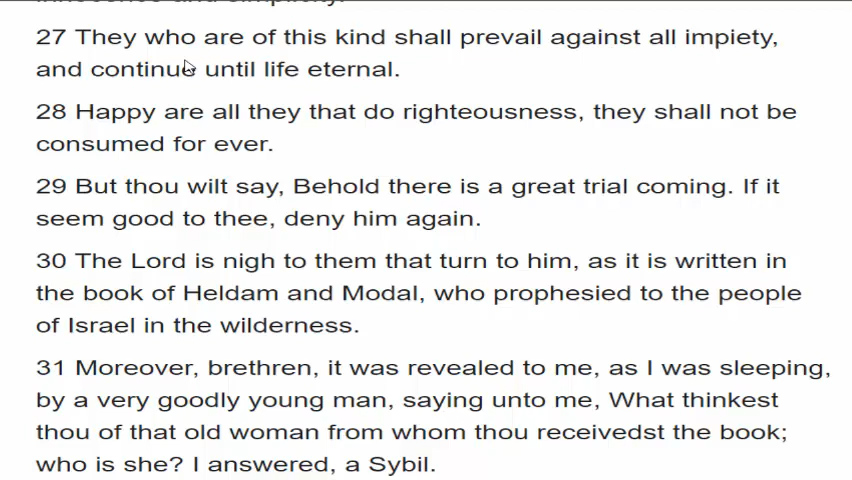 27 They who are of this kind shall prevail against all impiety,
and continue until life eternal.
28 Happy are all they that do righteousness, they shall not be
consumed for ever.
29 But thou wilt say, Behold there is a great trial coming. If it
seem good to thee, deny him again.
30 The Lord is nigh to them that turn to him, as it is written in
the book of Heldam and Modal, who prophesied to the people
of Israel in the wilderness.
31 Moreover, brethren, it was revealed to me, as I was sleeping,
by a very goodly young man, saying unto me, What thinkest
thou of that old woman from whom thou receivedst the book;
who is she? I answered, a Sybil.